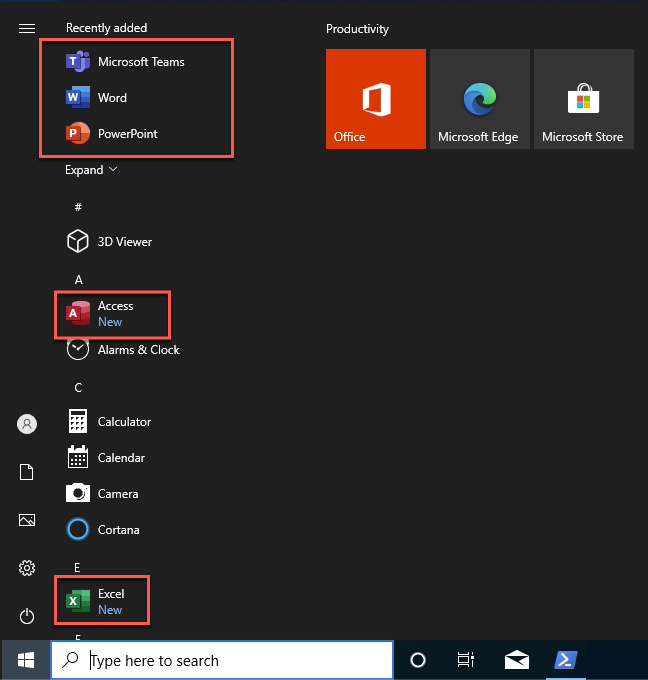 Recently added
Microsoft Teams
Word
PowerPoint
Expand
#
3D Viewer
A
Access
New
Alarms & Clock
C
Calculator
Calendar
Camera
Cortana
E
Excel
New
Productivity
Office
Microsoft Edge
Microsoft Store
Type here to search